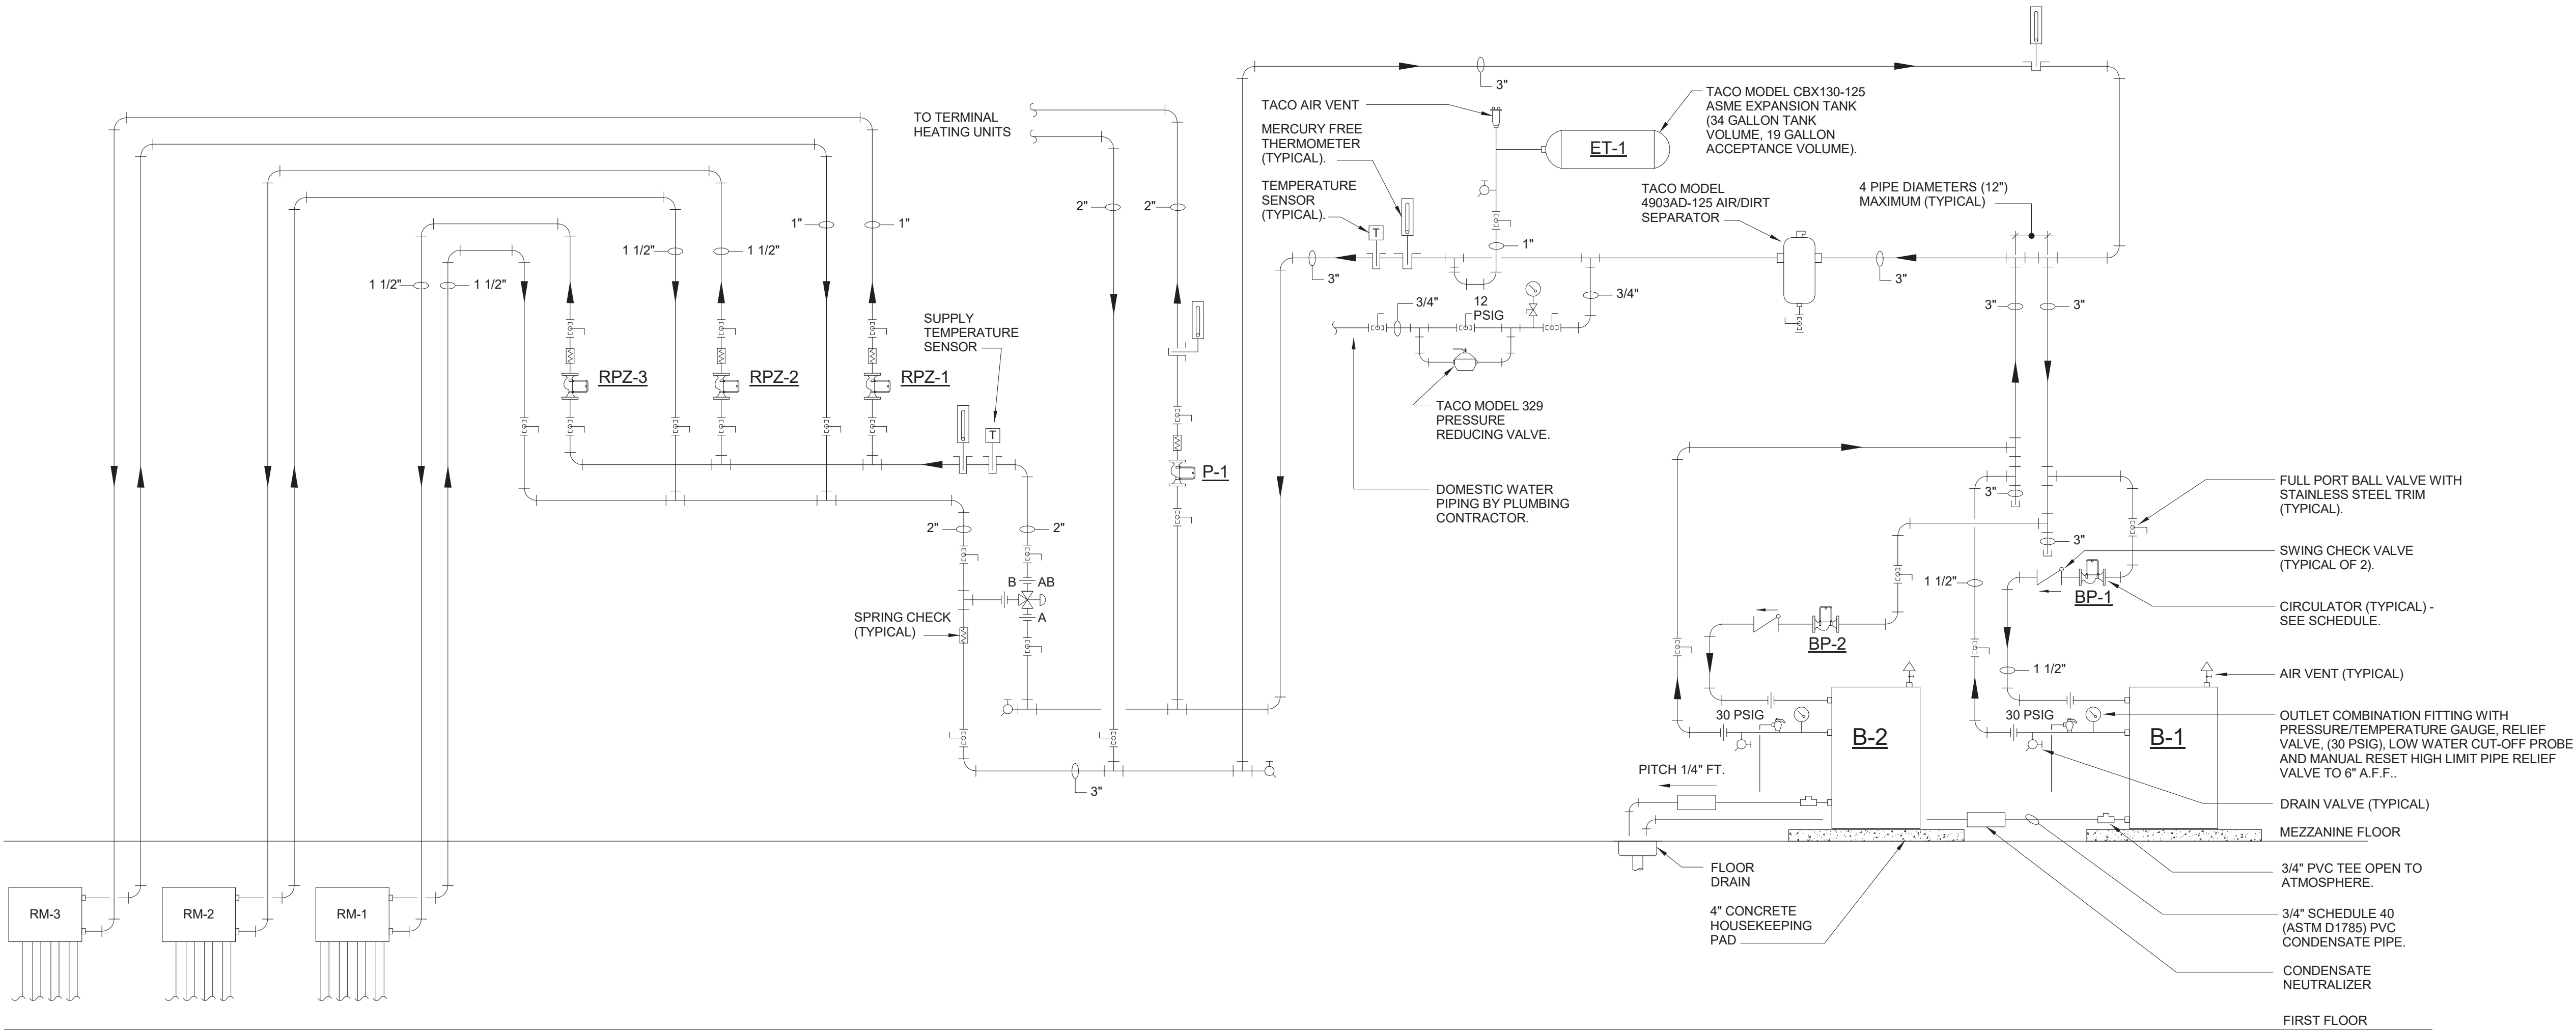 3"
TACO MODEL CBX130-125
ASME EXPANSION TANK
(34 GALLON TANK
VOLUME, 19 GALLON
ACCEPTANCE VOLUME).
TACO AIR VENT
TO TERMINAL
HEATING UNITS
MERCURY FREE
THERMOMETER
(TYPICAL).
ET-1
TEMPERATURE
SENSOR
(TYPICAL).
TACO MODEL
4903AD-125 AIR/DIRT
SEPARATOR
4 PIPE DIAMETERS (12")
MAXIMUM (TYPICAL)
2"
2"
1"
1"
T
1 1/2"
1 1/2"
1"
3"
3"
1 1/2"
1 1/2"
3/4"
12
PSIG
3/4"
3"
3"
SUPPLY
TEMPERATURE
SENSOR
RPZ-3
RPZ-2
RPZ-1
TACO MODEL 329
PRESSURE
REDUCING VALVE.
T
P-1
DOMESTIC WATER
PIPING BY PLUMBING
CONTRACTOR.
3"
FULL PORT BALL VALVE WITH
STAINLESS STEEL TRIM
(TYPICAL).
2"
2"
3"
SWING CHECK VALVE
(TYPICAL OF 2).
B
AB
1 1/2"
BP-1
CIRCULATOR (TYPICAL) -
SEE SCHEDULE.
SPRING CHECK
(TYPICAL)
A
BP-2
1 1/2"
AIR VENT (TYPICAL)
30 PSIG
30 PSIG
B-2
B-1
OUTLET COMBINATION FITTING WITH
PRESSURE/TEMPERATURE GAUGE, RELIEF
VALVE, (30 PSIG), LOW WATER CUT-OFF PROBE
AND MANUAL RESET HIGH LIMIT PIPE RELIEF
VALVE TO 6" A.F.F..
PITCH 1/4" FT.
3"
DRAIN VALVE (TYPICAL)
MEZZANINE FLOOR
FLOOR
DRAIN
3/4" PVC TEE OPEN TO
ATMOSPHERE.
4" CONCRETE
HOUSEKEEPING
PAD
3/4" SCHEDULE 40
(ASTM D1785) PVC
CONDENSATE PIPE.
RM-3
RM-2
RM-1
CONDENSATE
NEUTRALIZER
FIRST FLOOR